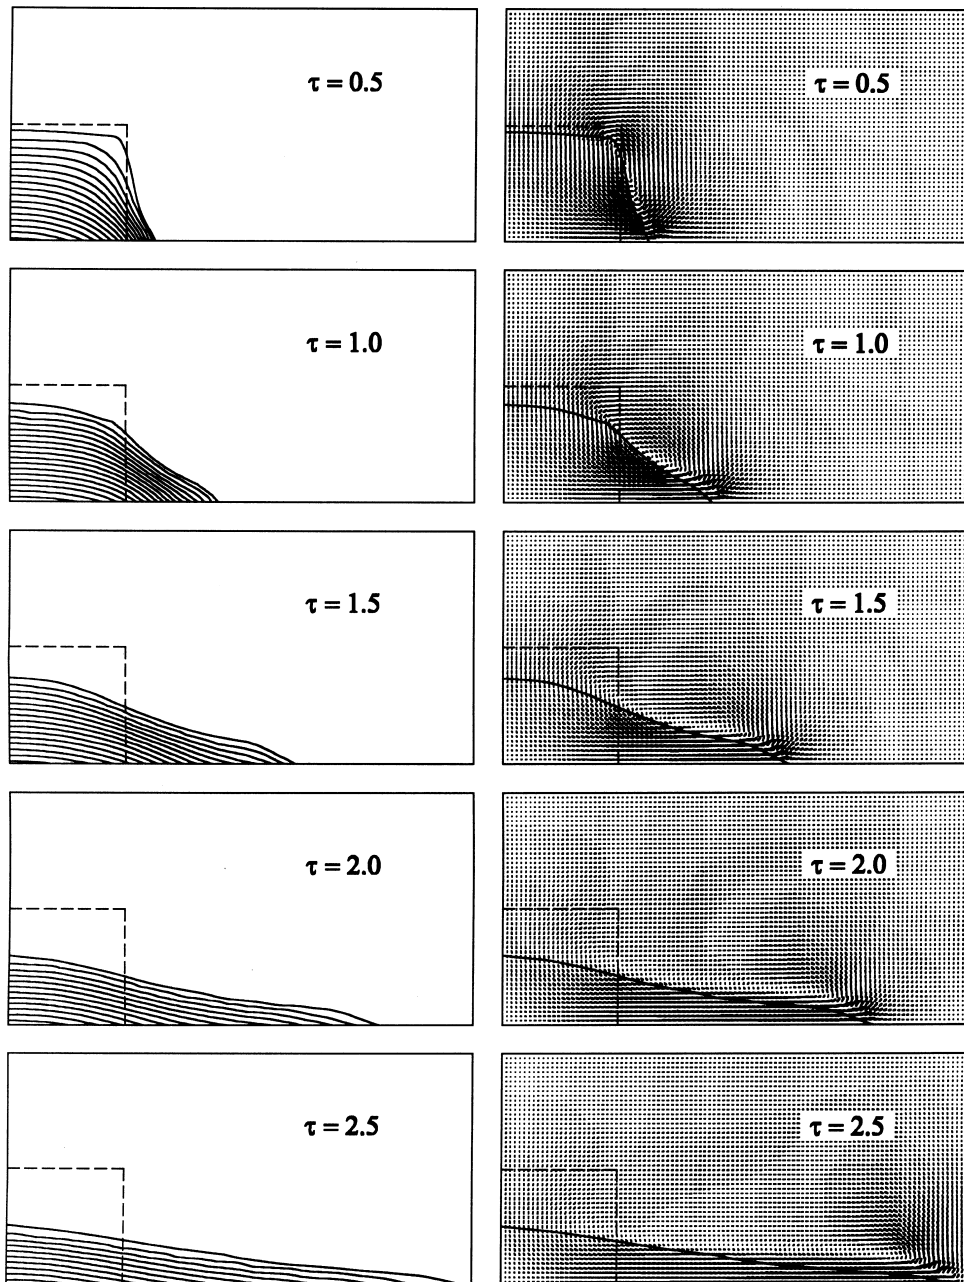 τ = 0.5
τ = 0.5
τ = 1.0
τ = 1.0
τ = 1.5
τ = 1.5
τ = 2.0
τ = 2.0
τ = 2.5
τ = 2.5